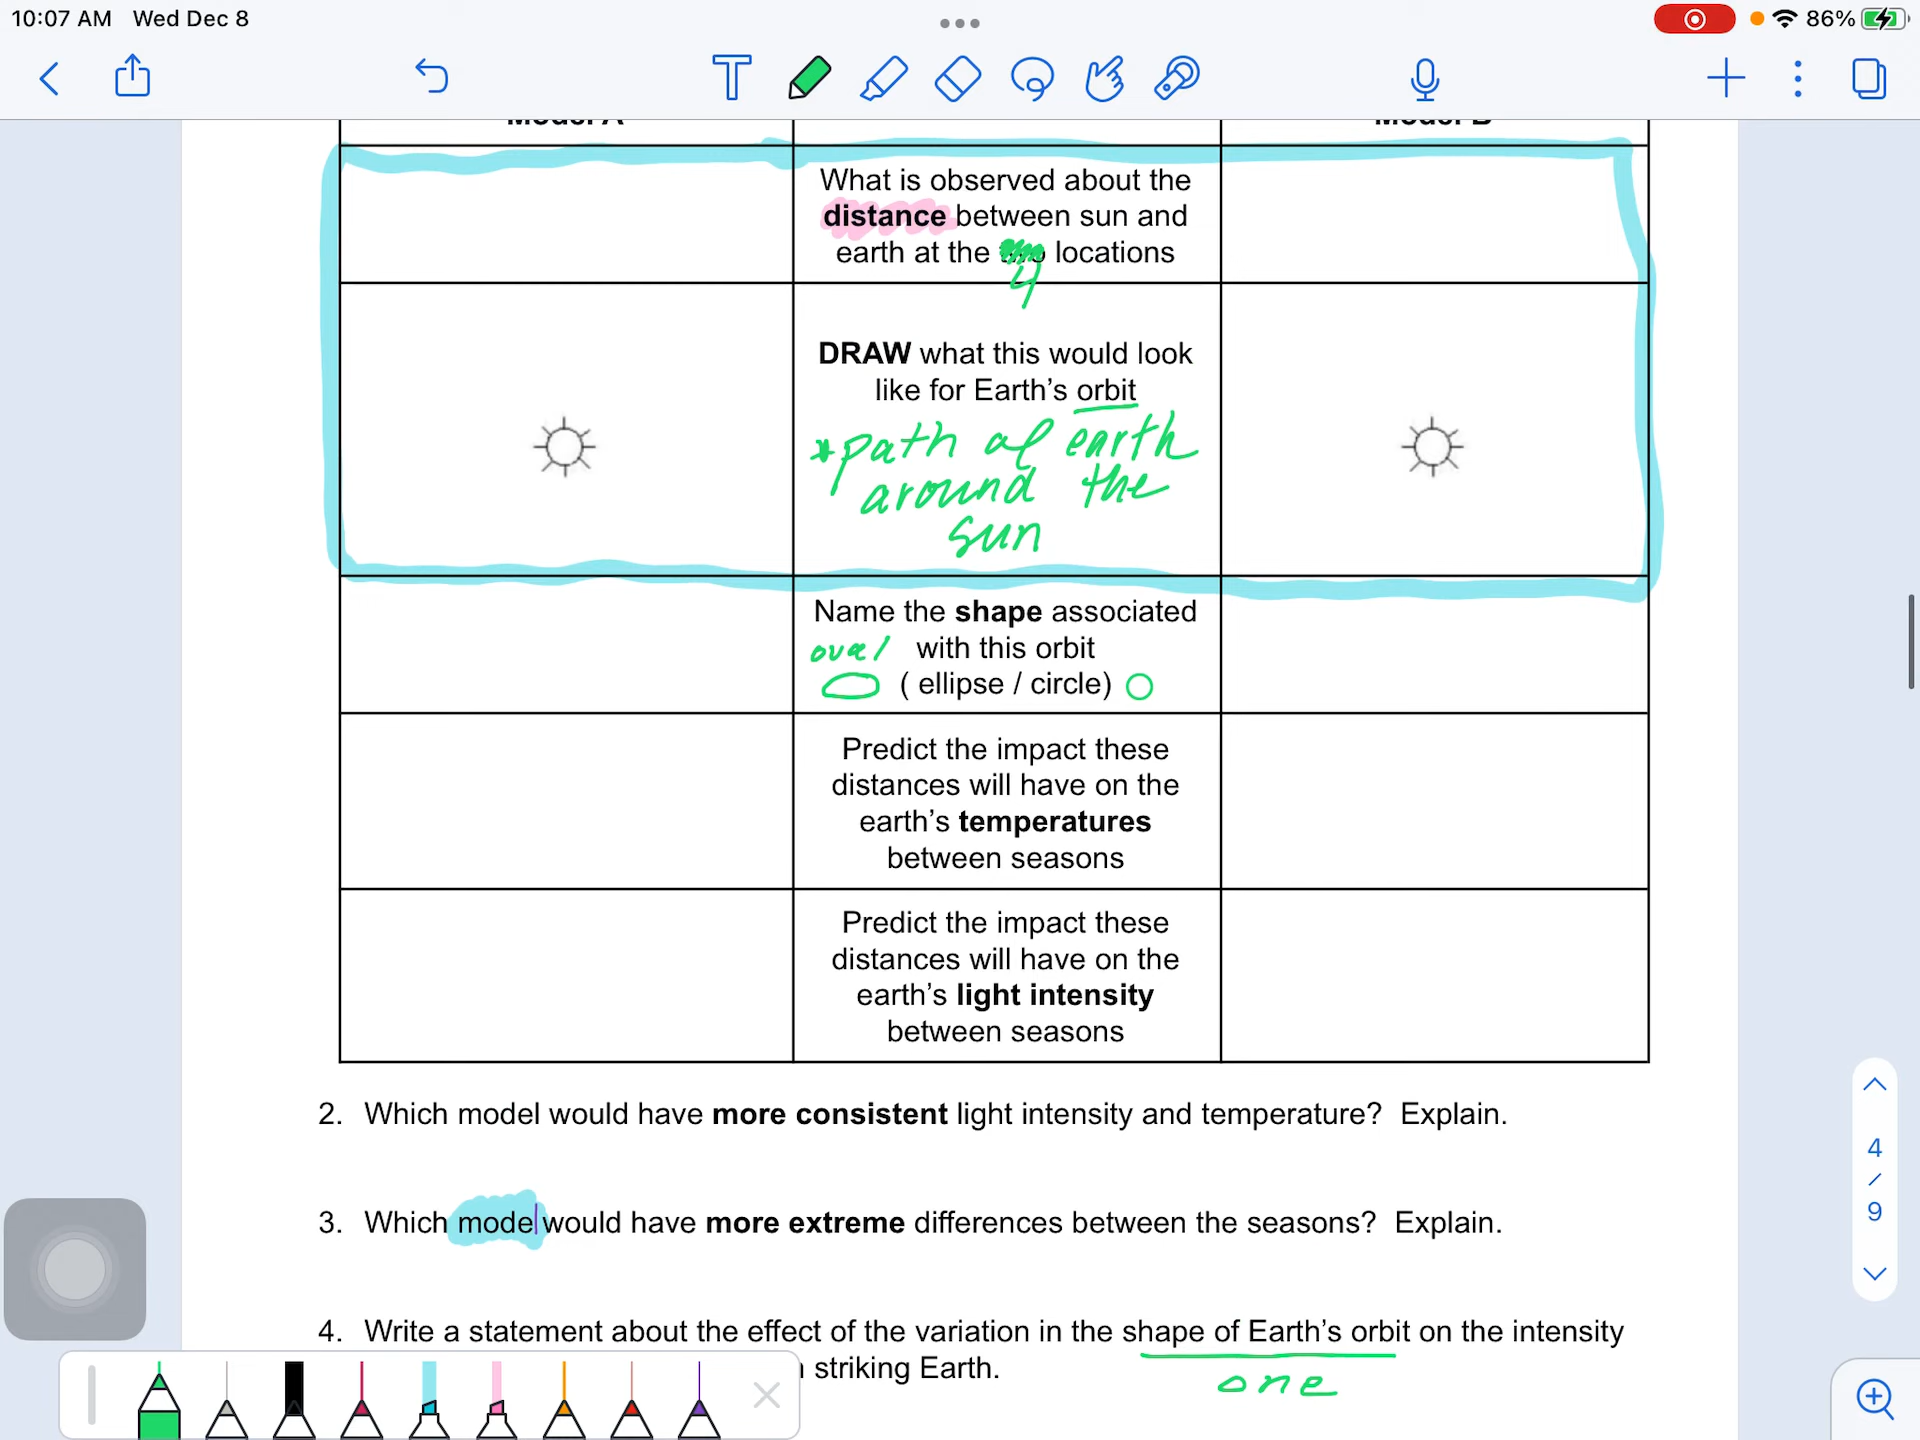 10:07 AM Wed Dec 8
86%
Model A
Model B
What is observed about the
distance between sun and
earth at the two locations
4
DRAW what this would look
like for Earth's orbit
*path of earth
around the
sun
Name the shape associated
oval with this orbit
( ellipse / circle)
Predict the impact these
distances will have on the
earth's temperatures
between seasons
Predict the impact these
distances will have on the
earth's light intensity
between seasons
2. Which model would have more consistent light intensity and temperature? Explain.
3. Which model would have more extreme differences between the seasons? Explain.
4. Write a statement about the effect of the variation in the shape of Earth's orbit on the intensity
striking Earth.
one
4
/
9